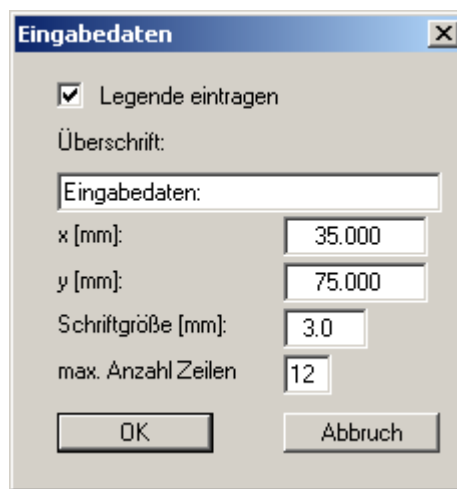 Eingabedaten
Legende eintragen
Überschrift:
Eingabedaten:
x [mm]: 35.000
y [mm]: 75.000
Schriftgröße [mm]: 3.0
max. Anzahl Zeilen 12
OK Abbruch